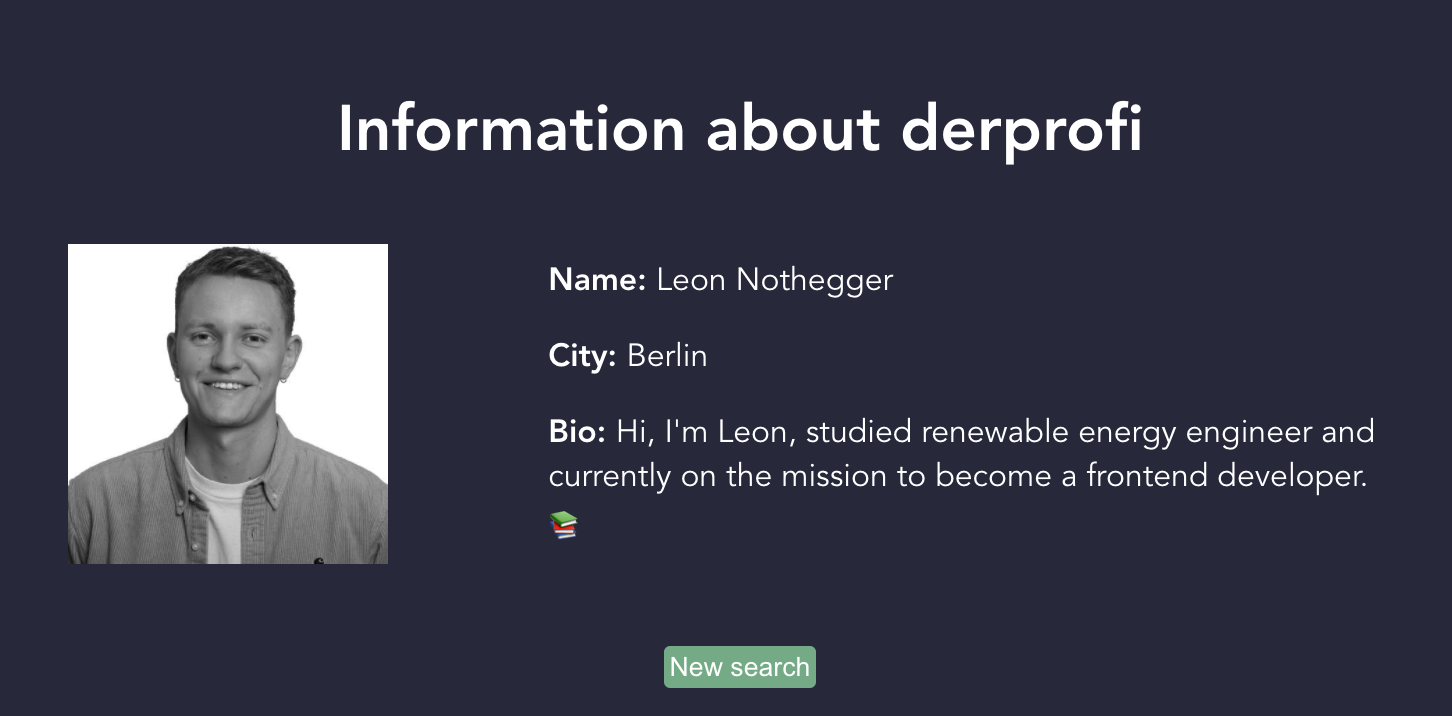 Information about derprofi
Name: Leon Nothegger
City: Berlin
Bio: Hi, I'm Leon, studied renewable energy engineer and
currently on the mission to become a frontend developer.
📚
New search